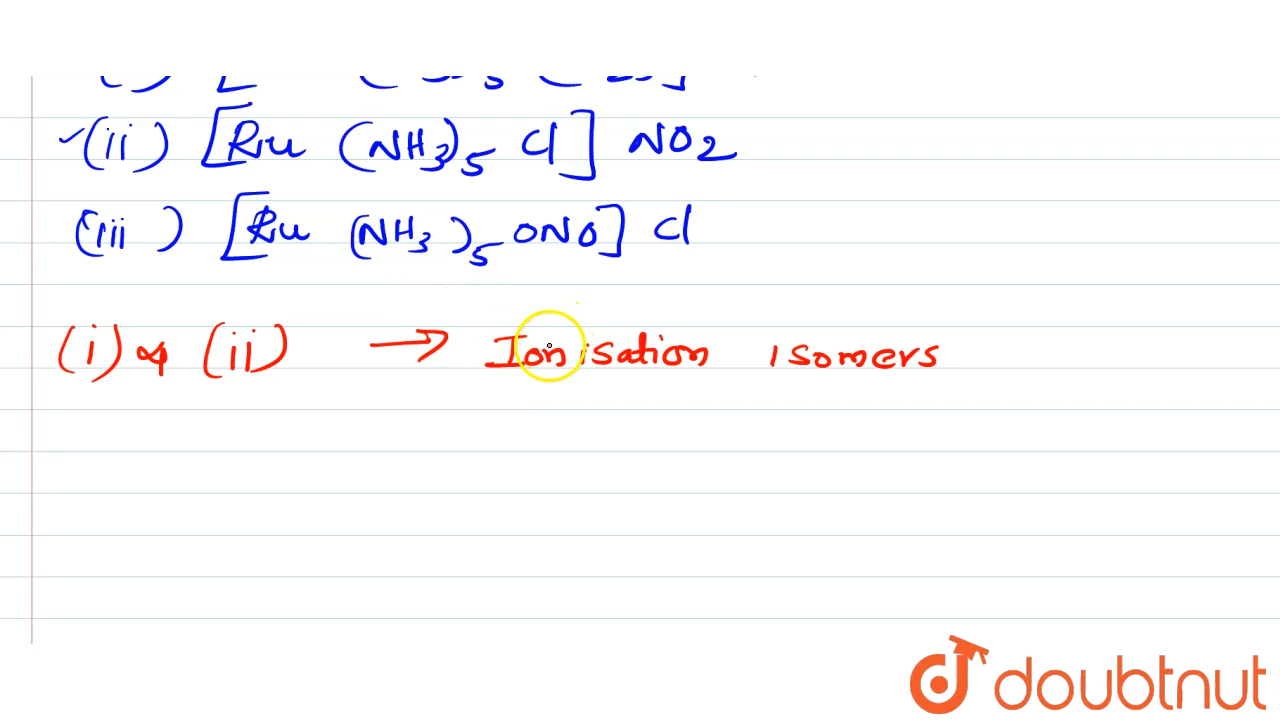 (ii) [Ru (NH3)5 Cl] NO2
(iii) [Ru (NH3)5 ONO] Cl
(i) & (ii) → Ionisation isomers
doubtnut